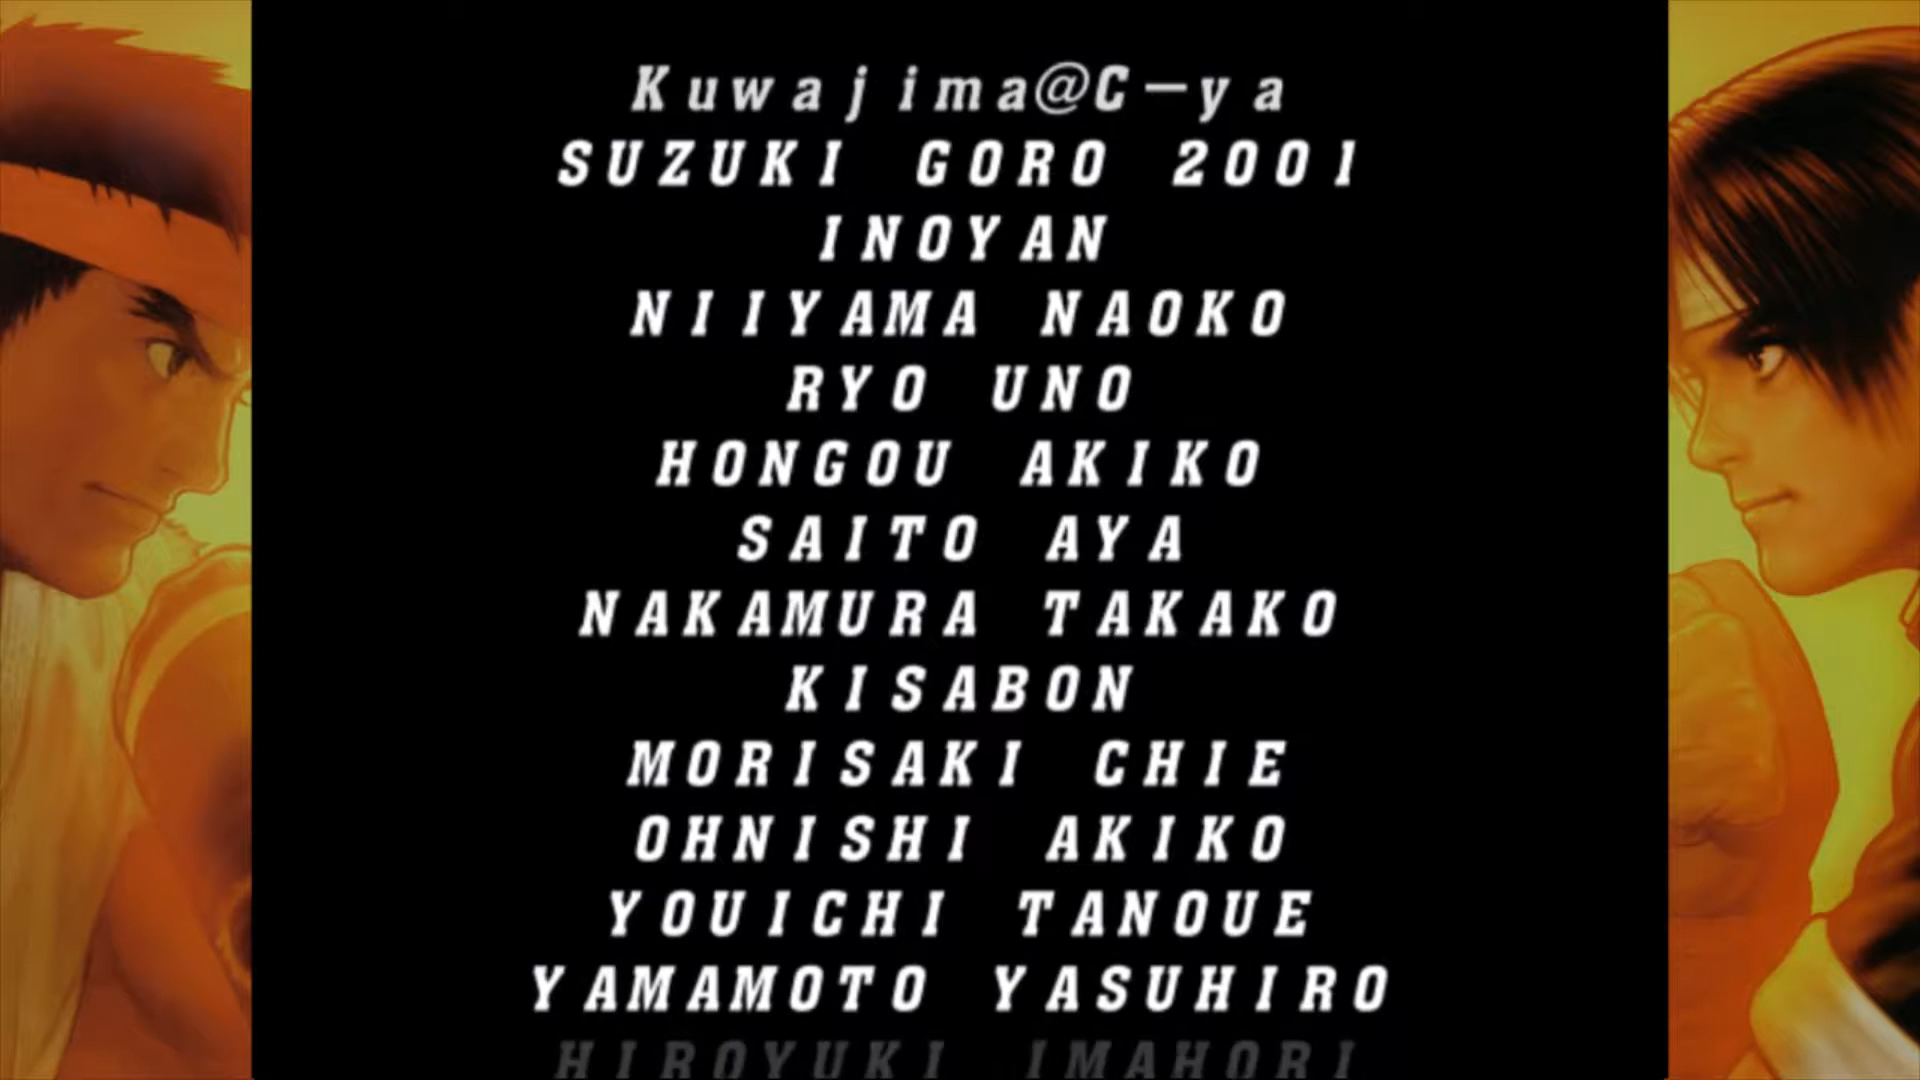 Kuwajima@C-ya
SUZUKI GORO 2001
INOYAN
NIIYAMA NAOKO
RYO UNO
HONGOU AKIKO
SAITO AYA
NAKAMURA TAKAKO
KISABON
MORISAKI CHIE
OHNISHI AKIKO
YOUICHI TANOUE
YAMAMOTO YASUHIRO
HIROYUKI IMAHORI